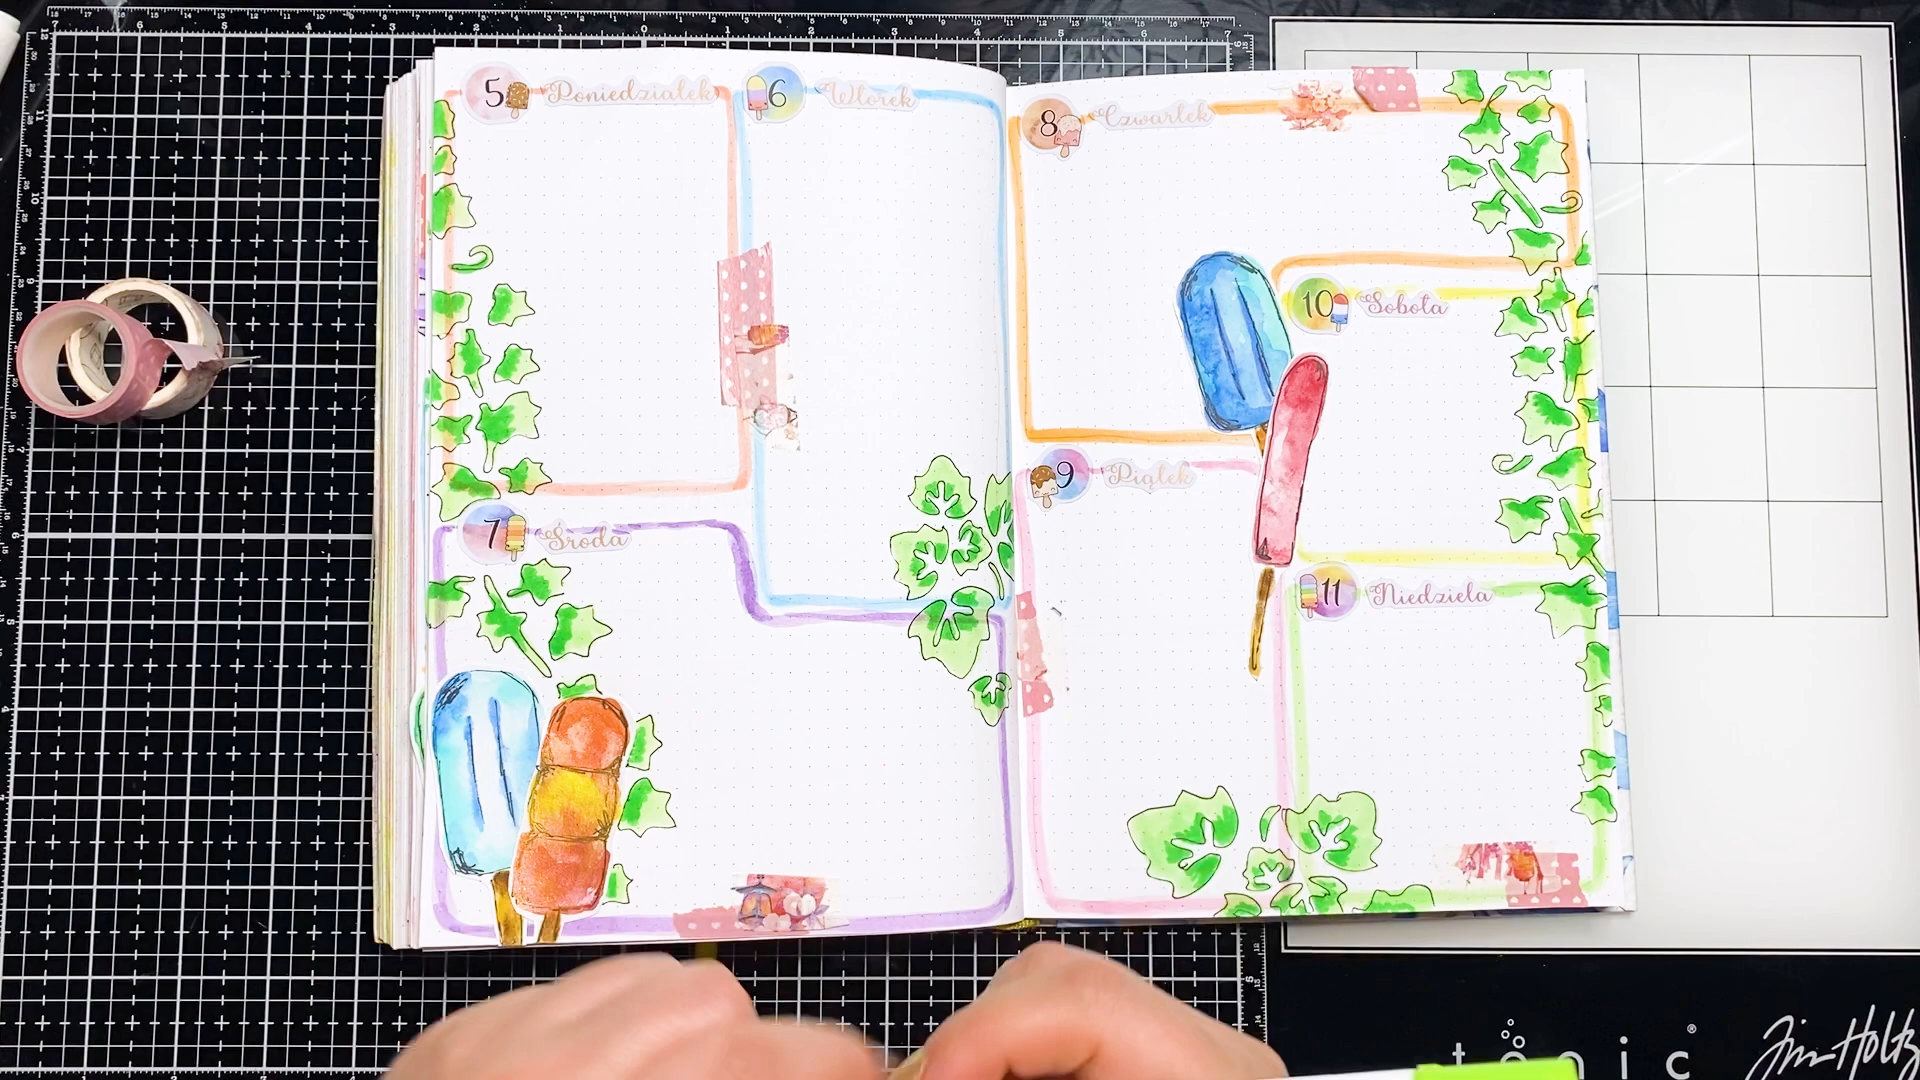 5 Poniedziałek
6 Wtorek
7 Środa
8 Czwartek
9 Piątek
10 Sobota
11 Niedziela
tonic®
Tim Holtz